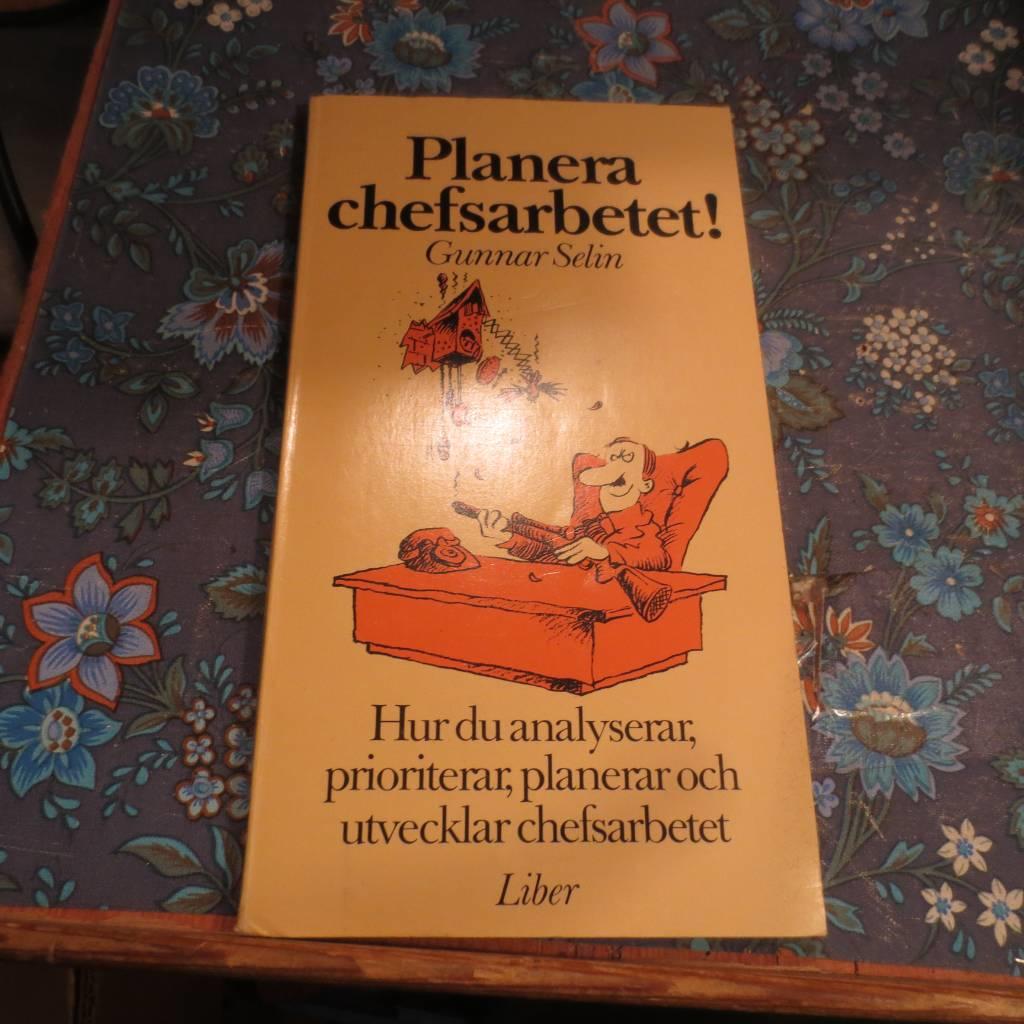 Planera
chefsarbetet!
Gunnar Selin
Hur du analyserar,
prioriterar, planerar och
utvecklar chefsarbetet
Liber